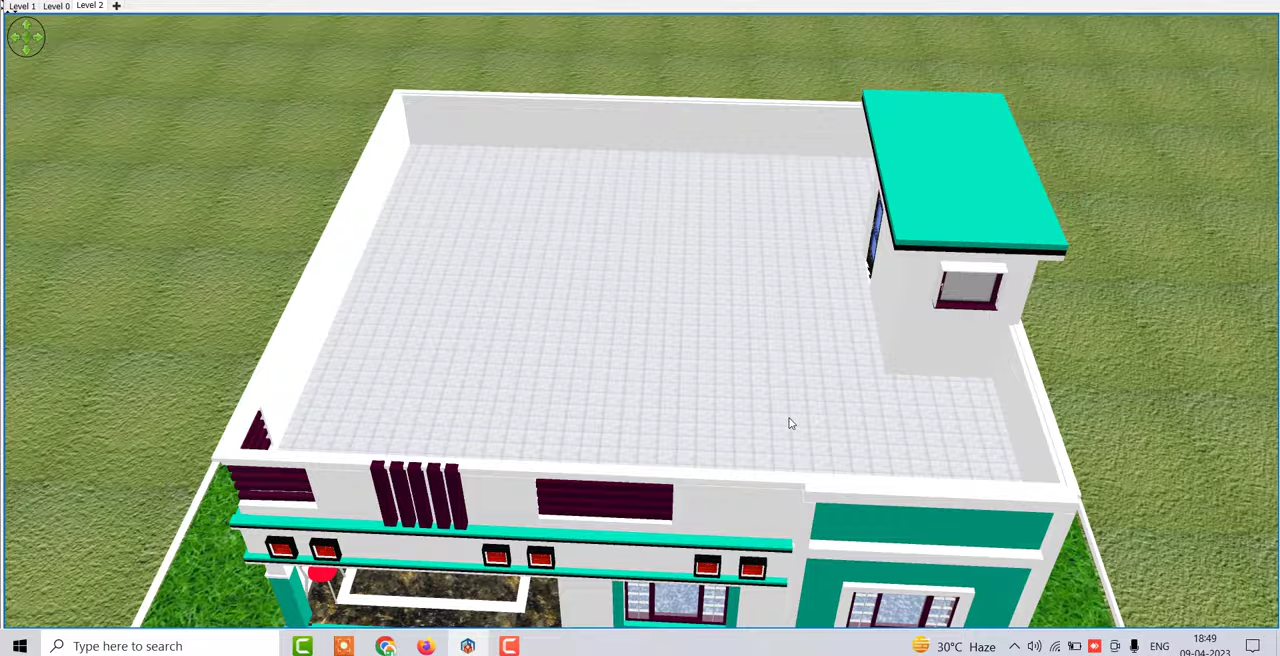 Level 1 Level 0 Level 2
Type here to search
30°C Haze
ENG
18:49
09-04-2023